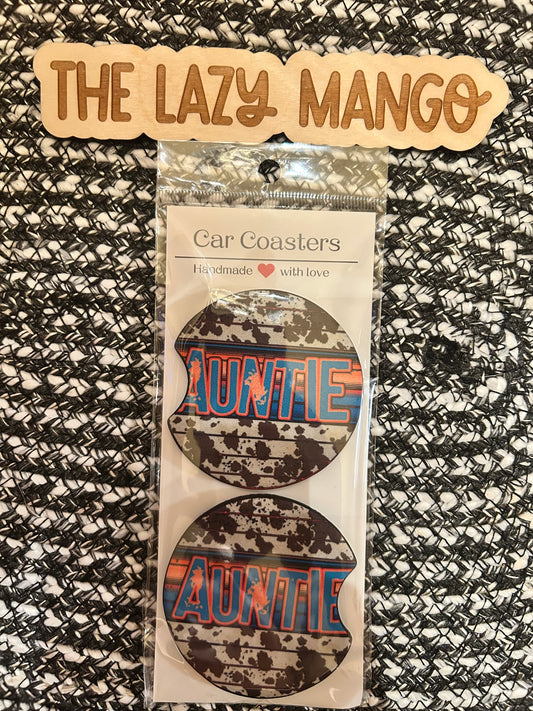 THE LAZY MANGO
Car Coasters
Handmade ❤ with love
AUNTIE
AUNTIE